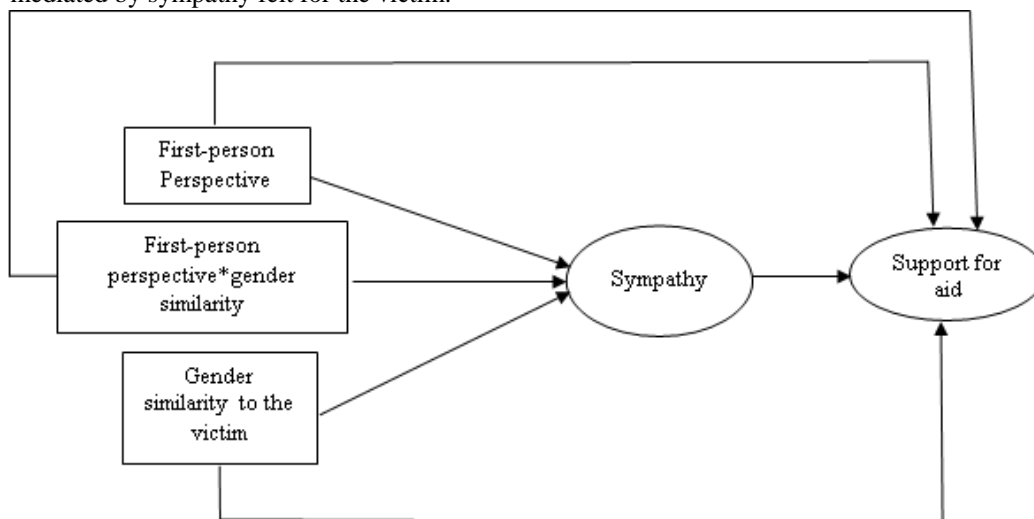 mediated by sympathy felt for the victim.
First-person
Perspective
First-person
perspective*gender
similarity
Gender
similarity to the
victim
Sympathy
Support for
aid